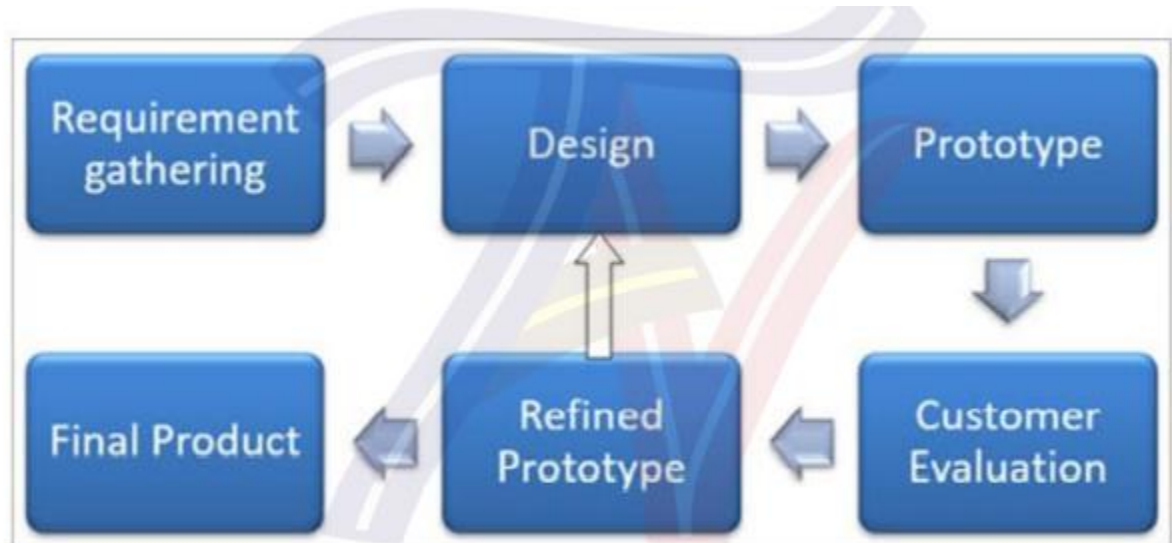 Requirement
gathering
Design
Prototype
Final Product
Refined
Prototype
Customer
Evaluation